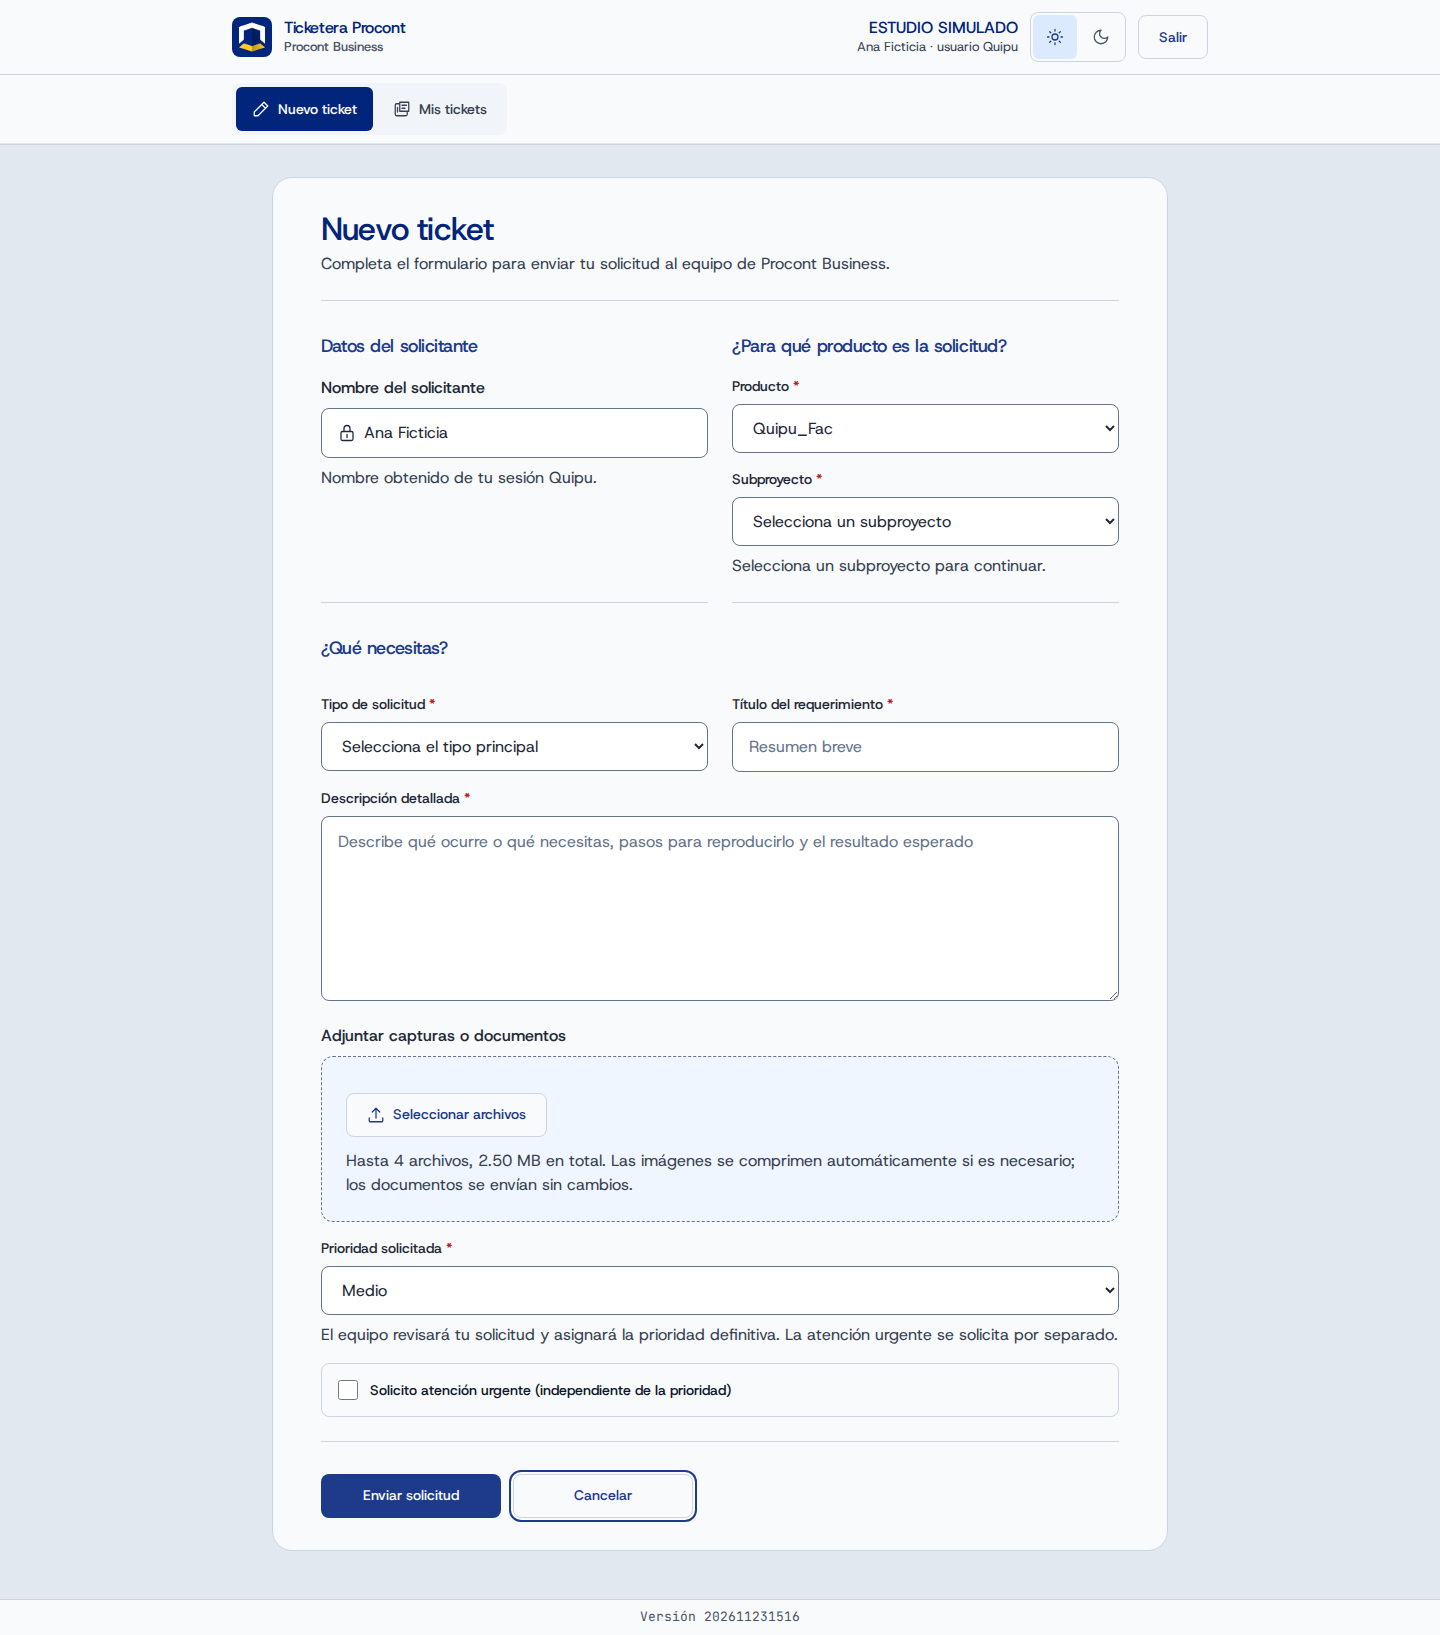 Ticketera Procont
Procont Business
ESTUDIO SIMULADO
Ana Ficticia · usuario Quipu
Salir
Nuevo ticket
Mis tickets
Nuevo ticket
Completa el formulario para enviar tu solicitud al equipo de Procont Business.
Datos del solicitante
Nombre del solicitante
Ana Ficticia
Nombre obtenido de tu sesión Quipu.
¿Para qué producto es la solicitud?
Producto *
Quipu_Fac
Subproyecto *
Selecciona un subproyecto
Selecciona un subproyecto para continuar.
¿Qué necesitas?
Tipo de solicitud *
Selecciona el tipo principal
Título del requerimiento *
Resumen breve
Descripción detallada *
Describe qué ocurre o qué necesitas, pasos para reproducirlo y el resultado esperado
Adjuntar capturas o documentos
Seleccionar archivos
Hasta 4 archivos, 2.50 MB en total. Las imágenes se comprimen automáticamente si es necesario;
los documentos se envían sin cambios.
Prioridad solicitada *
Medio
El equipo revisará tu solicitud y asignará la prioridad definitiva. La atención urgente se solicita por separado.
Solicito atención urgente (independiente de la prioridad)
Enviar solicitud
Cancelar
Versión 202611231516